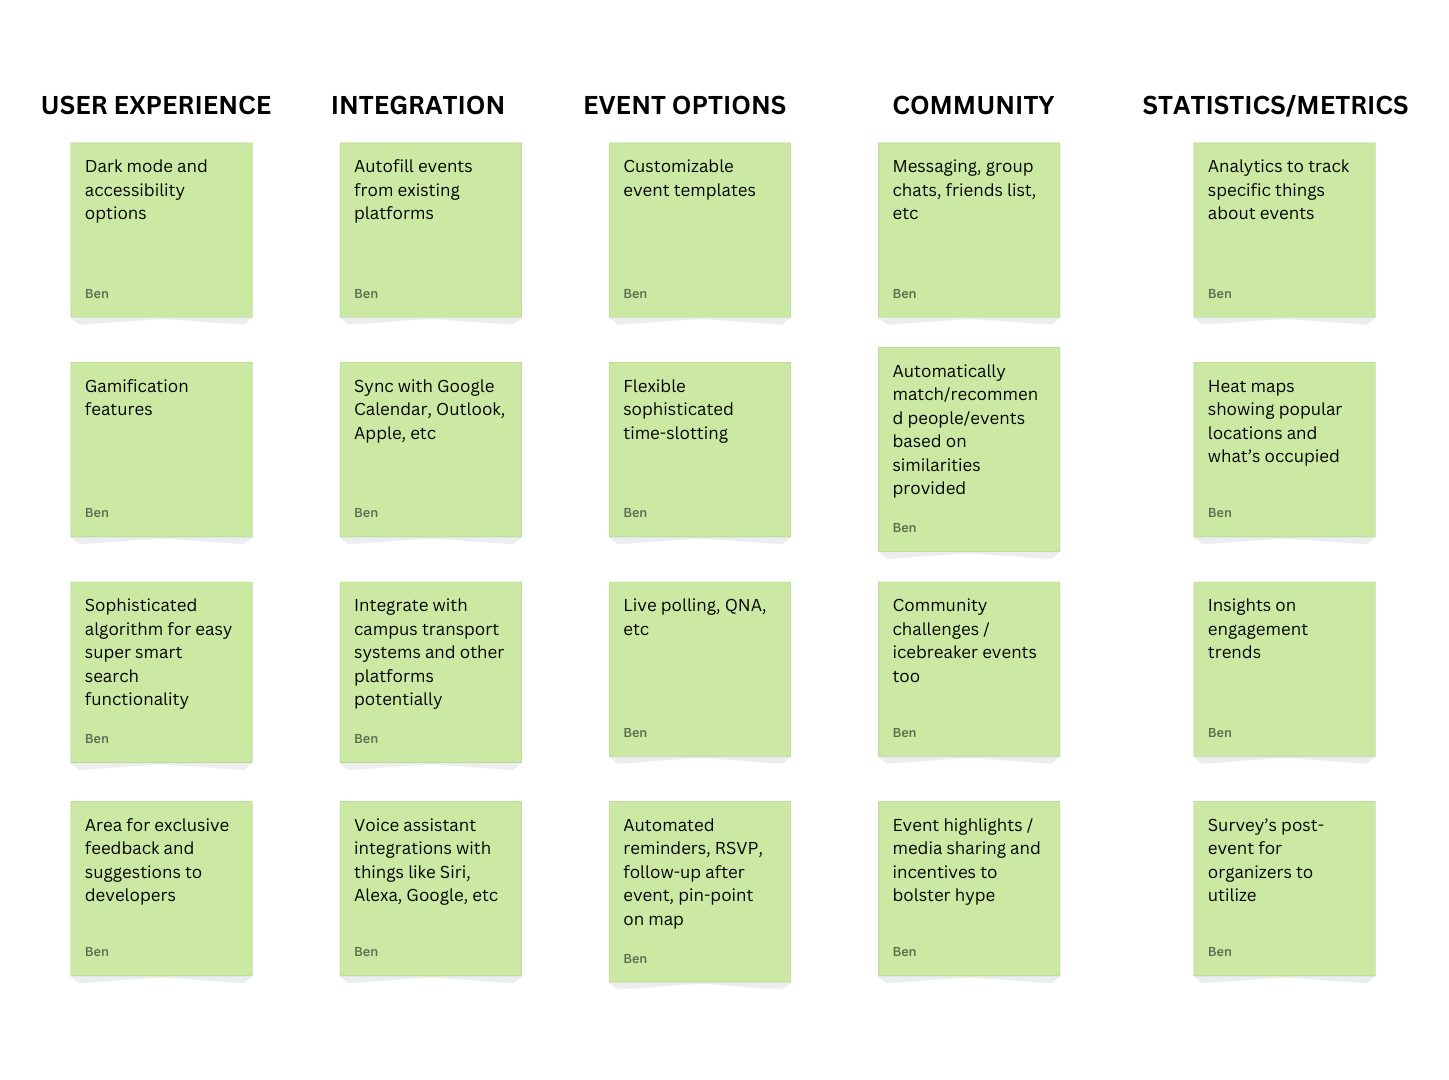 USER EXPERIENCE
Dark mode and
accessibility
options
Ben
Gamification
features
Ben
Sophisticated
algorithm for easy
super smart
search
functionality
Ben
Area for exclusive
feedback and
suggestions to
developers
Ben
INTEGRATION
Autofill events
from existing
platforms
Ben
Sync with Google
Calendar, Outlook,
Apple, etc
Ben
Integrate with
campus transport
systems and other
platforms
potentially
Ben
Voice assistant
integrations with
things like Siri,
Alexa, Google, etc
Ben
EVENT OPTIONS
Customizable
event templates
Ben
Flexible
sophisticated
time-slotting
Ben
Live polling, QNA,
etc
Ben
Automated
reminders, RSVP,
follow-up after
event, pin-point
on map
Ben
COMMUNITY
Messaging, group
chats, friends list,
etc
Ben
Automatically
match/recommen
d people/events
based on
similarities
provided
Ben
Community
challenges /
icebreaker events
too
Ben
Event highlights /
media sharing and
incentives to
bolster hype
Ben
STATISTICS/METRICS
Analytics to track
specific things
about events
Ben
Heat maps
showing popular
locations and
what’s occupied
Ben
Insights on
engagement
trends
Ben
Survey’s post-
event for
organizers to
utilize
Ben